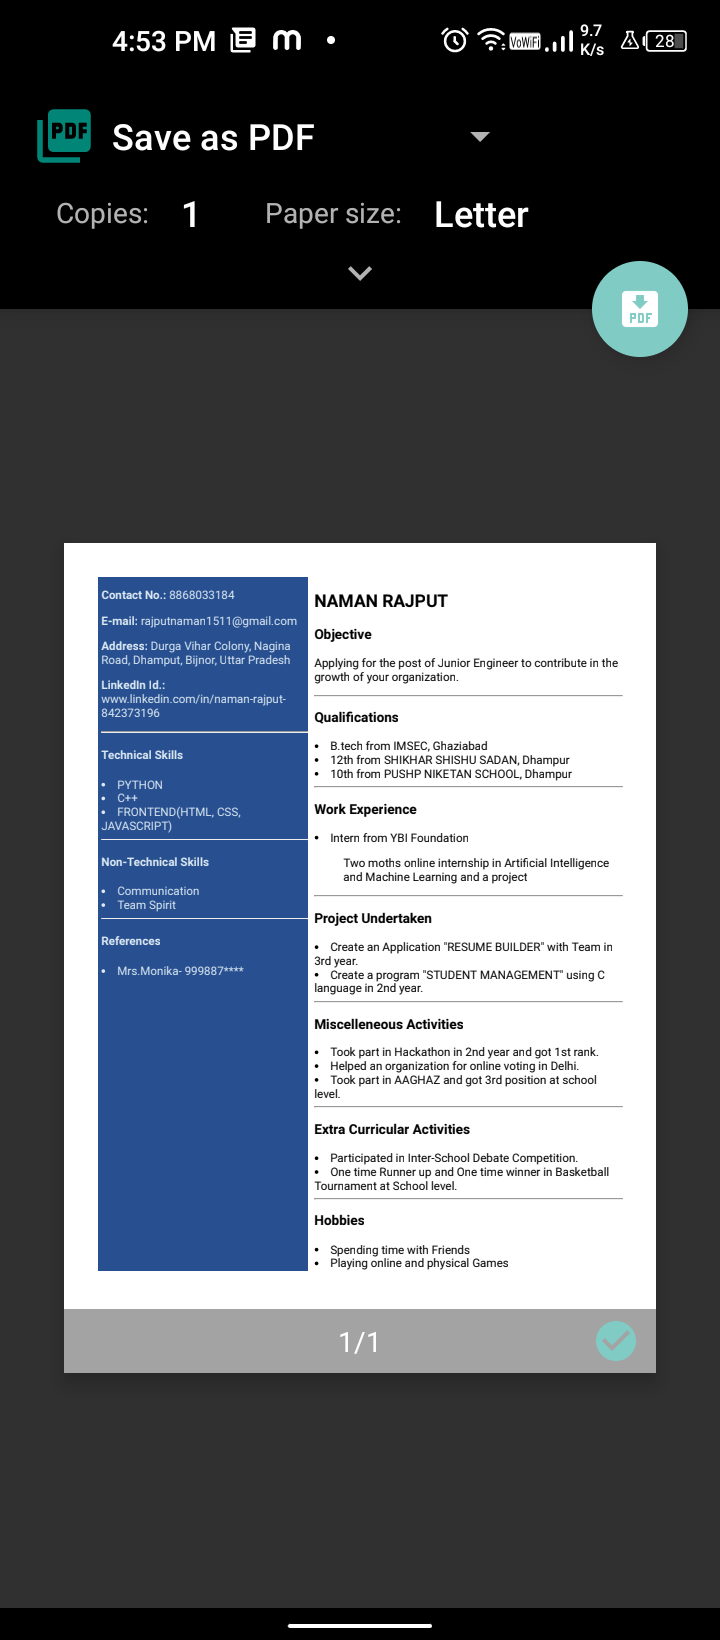 4:53 PM
VoWiFi
9.7
K/s
28
PDF
Save as PDF
Copies: 1 Paper size: Letter
PDF
Contact No.: 8868033184
E-mail: rajputnaman1511@gmail.com
Address: Durga Vihar Colony, Nagina
Road, Dhamput, Bijnor, Uttar Pradesh
LinkedIn Id.:
www.linkedin.com/in/naman-rajput-
842373196
Technical Skills
• PYTHON
• C++
• FRONTEND(HTML, CSS,
JAVASCRIPT)
Non-Technical Skills
• Communication
• Team Spirit
References
• Mrs.Monika- 999887****
NAMAN RAJPUT
Objective
Applying for the post of Junior Engineer to contribute in the
growth of your organization.
Qualifications
• B.tech from IMSEC, Ghaziabad
• 12th from SHIKHAR SHISHU SADAN, Dhampur
• 10th from PUSHP NIKETAN SCHOOL, Dhampur
Work Experience
• Intern from YBI Foundation
Two moths online internship in Artificial Intelligence
and Machine Learning and a project
Project Undertaken
• Create an Application "RESUME BUILDER" with Team in
3rd year.
• Create a program "STUDENT MANAGEMENT" using C
language in 2nd year.
Miscelleneous Activities
• Took part in Hackathon in 2nd year and got 1st rank.
• Helped an organization for online voting in Delhi.
• Took part in AAGHAZ and got 3rd position at school
level.
Extra Curricular Activities
• Participated in Inter-School Debate Competition.
• One time Runner up and One time winner in Basketball
Tournament at School level.
Hobbies
• Spending time with Friends
• Playing online and physical Games
1/1